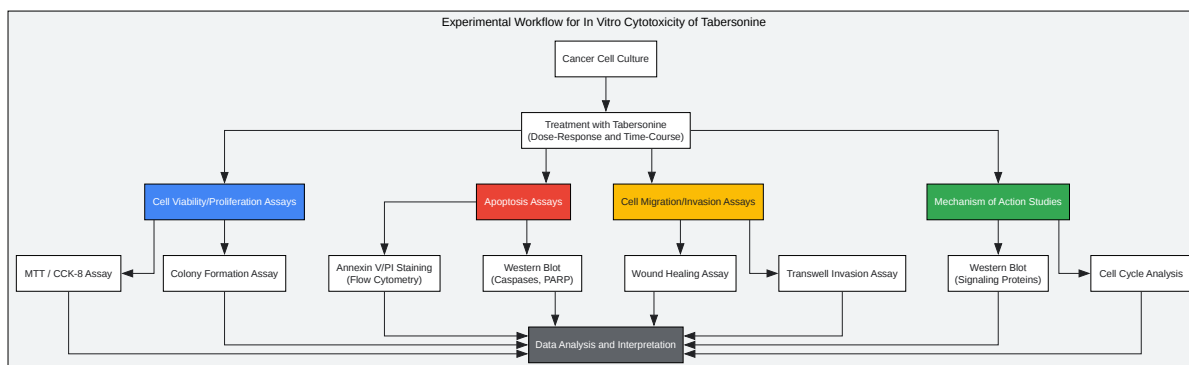 Experimental Workflow for In Vitro Cytotoxicity of Tabersonine
Cancer Cell Culture
Treatment with Tabersonine
(Dose-Response and Time-Course)
Cell Viability/Proliferation Assays
Apoptosis Assays
Cell Migration/Invasion Assays
Mechanism of Action Studies
MTT / CCK-8 Assay
Colony Formation Assay
Annexin V/PI Staining
(Flow Cytometry)
Western Blot
(Caspases, PARP)
Wound Healing Assay
Transwell Invasion Assay
Western Blot
(Signaling Proteins)
Cell Cycle Analysis
Data Analysis and Interpretation